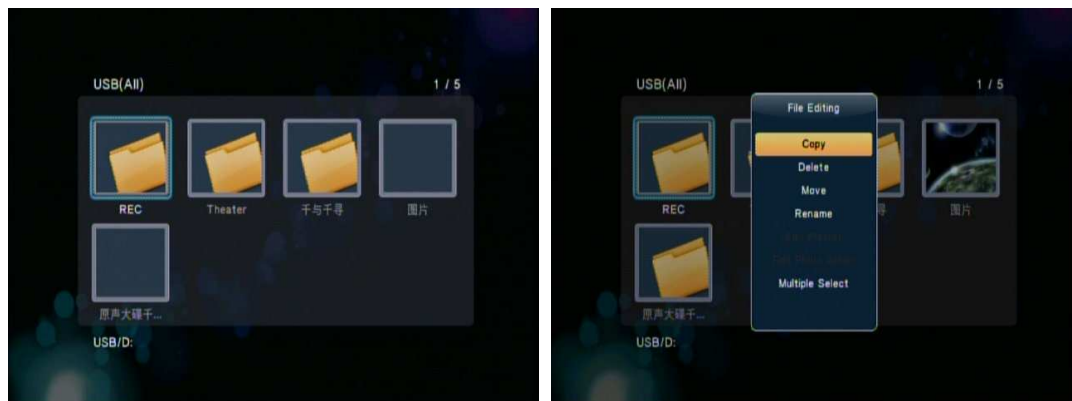 USB(All)
1 / 5
REC
Theater
千与千寻
图片
原声大碟千...
USB/D:
USB(All)
1 / 5
File Editing
Copy
Delete
Move
Rename
Multiple Select
REC
寻
图片
原声大碟千...
USB/D: